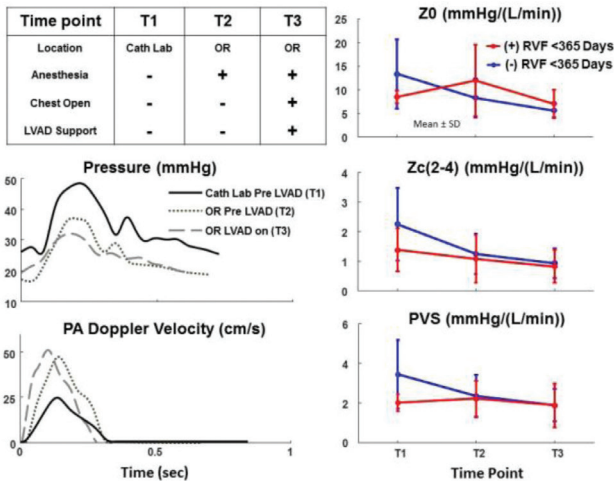 Time point T1 T2 T3
Location Cath Lab OR OR
Anesthesia - + +
Chest Open - - +
LVAD Support - - +
Pressure (mmHg)
50
40
30
20
10
Cath Lab Pre LVAD (T1)
OR Pre LVAD (T2)
OR LVAD on (T3)
PA Doppler Velocity (cm/s)
50
25
0
0 0.5 1
Time (sec)
Z0 (mmHg/(L/min))
25
20
15
10
5
0
(+) RVF <365 Days
(-) RVF <365 Days
Mean ± SD
Zc(2-4) (mmHg/(L/min))
4
3
2
1
0
PVS (mmHg/(L/min))
6
4
2
0
T1 T2 T3
Time Point